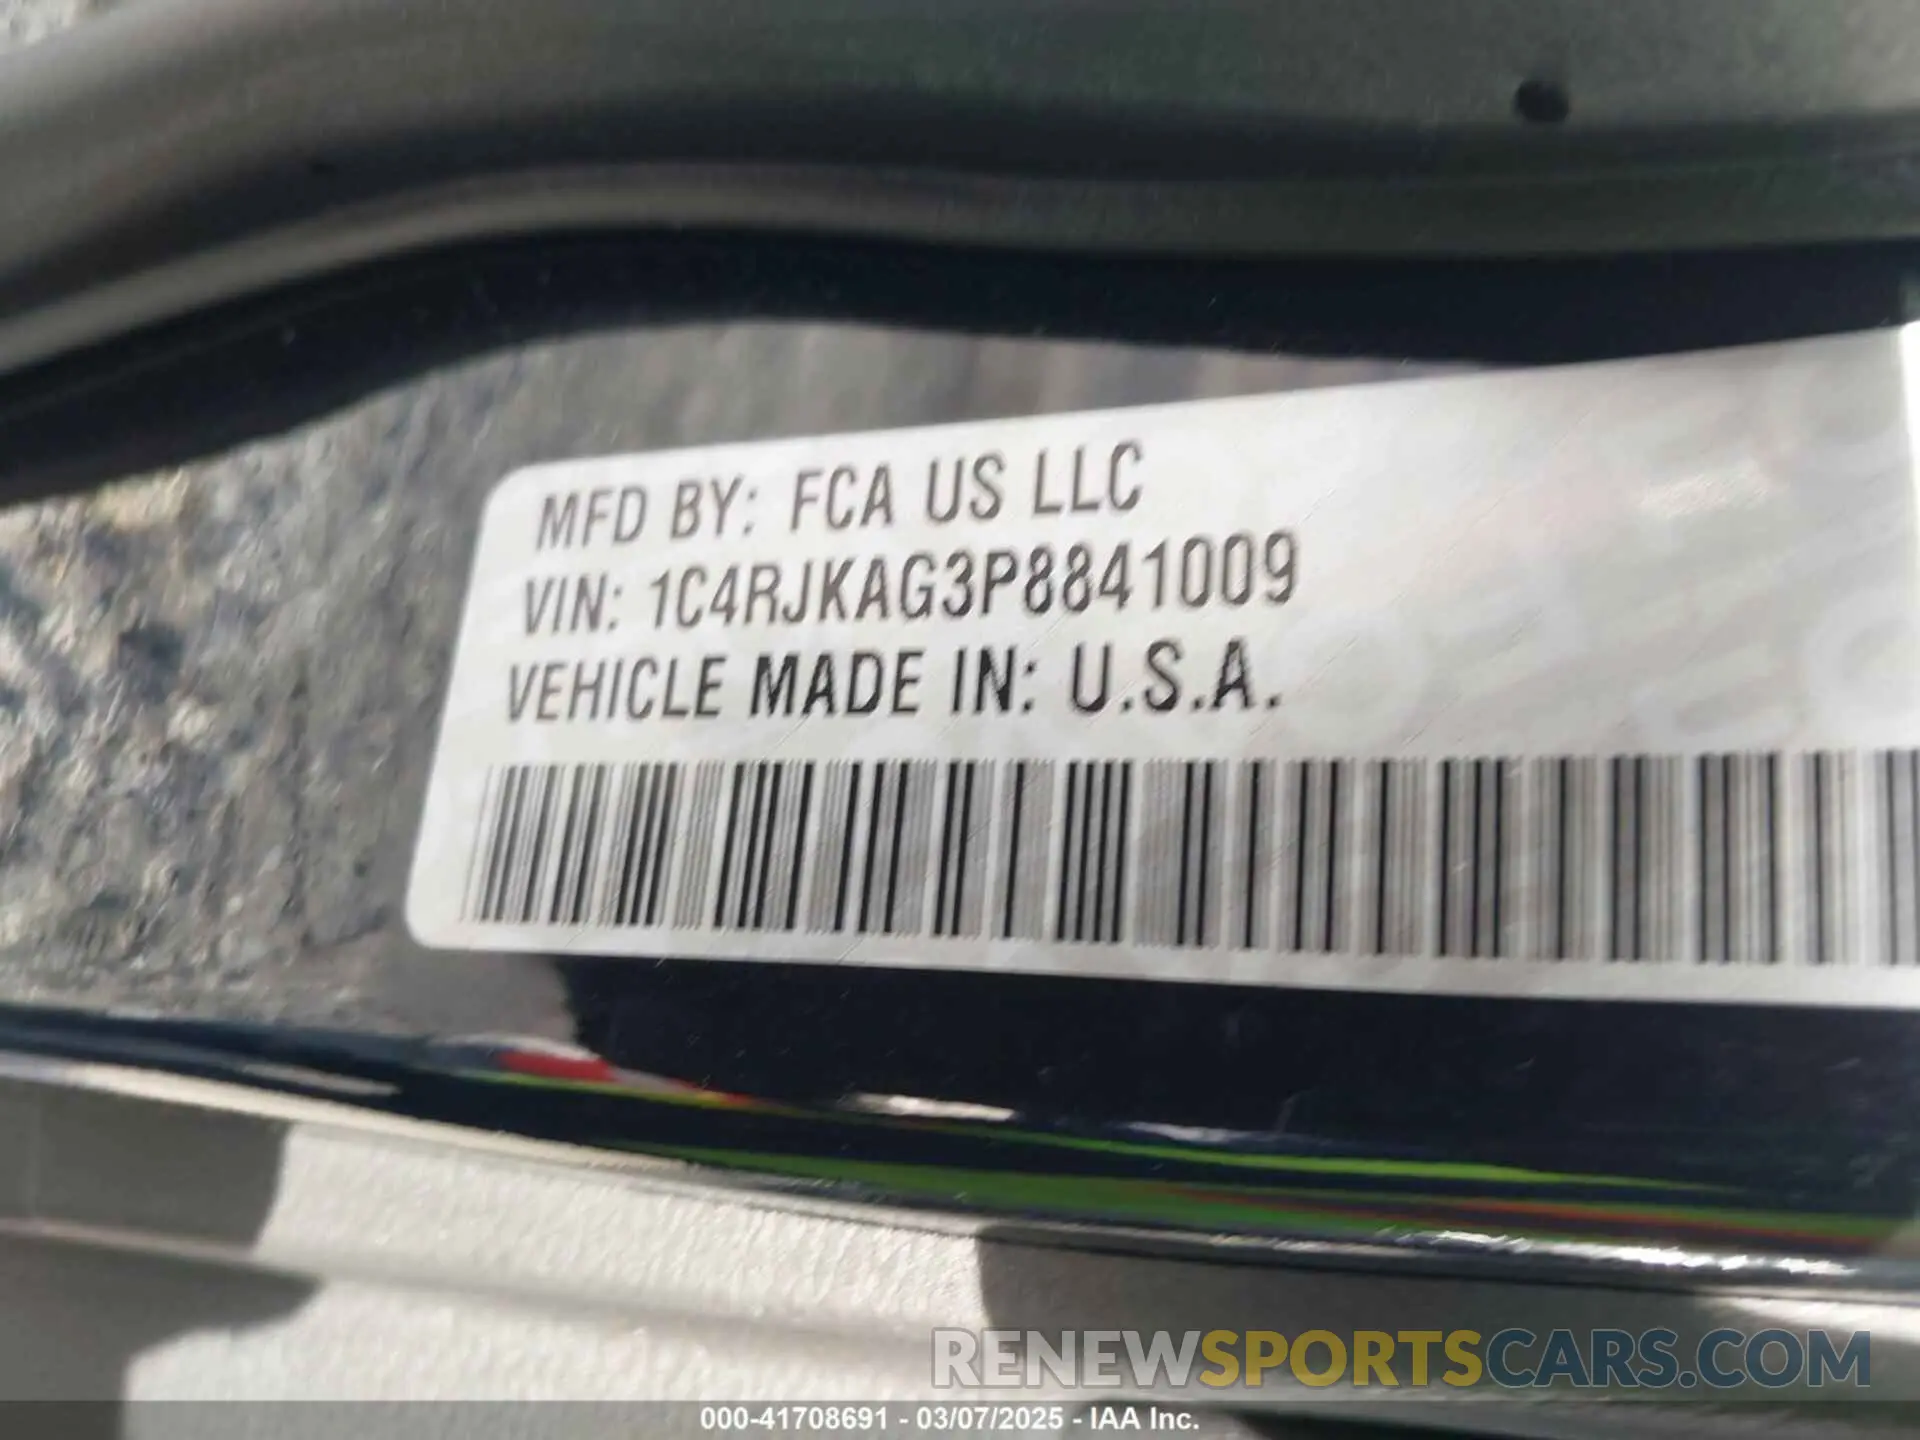 MFD BY: FCA US LLC
VIN: 1C4RJKAG3P8841009
VEHICLE MADE IN: U.S.A.
RENEWSPORTSCARS.COM
000-41708691 - 03/07/2025 - IAA Inc.